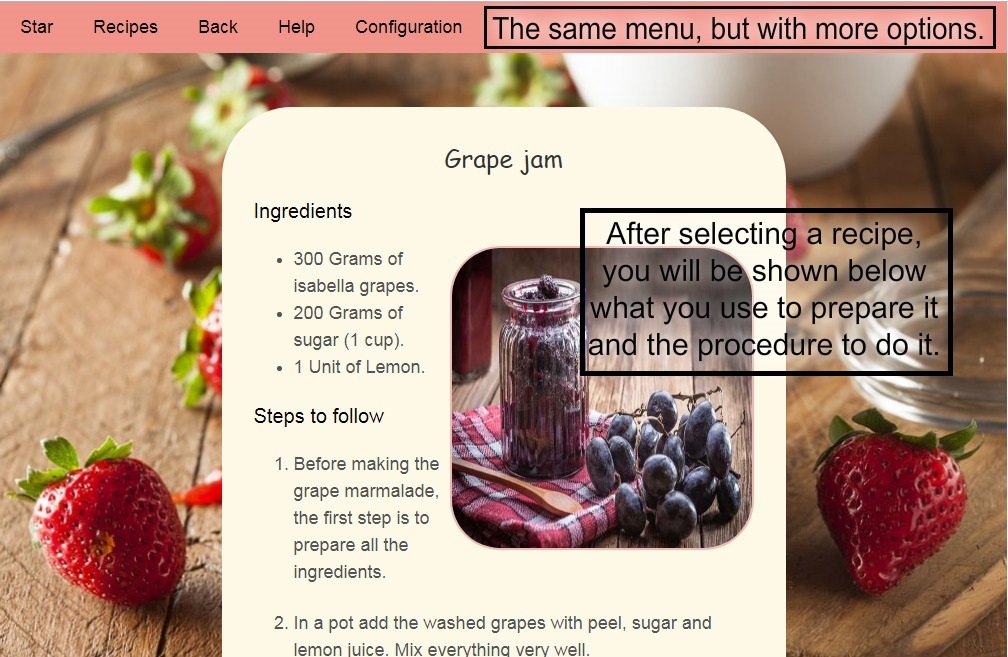 Star Recipes Back Help Configuration The same menu, but with more options.
Grape jam
Ingredients
After selecting a recipe,
you will be shown below
what you use to prepare it
and the procedure to do it.
• 300 Grams of
isabella grapes.
• 200 Grams of
sugar (1 cup).
• 1 Unit of Lemon.
Steps to follow
1. Before making the
grape marmalade,
the first step is to
prepare all the
ingredients.
2. In a pot add the washed grapes with peel, sugar and
lemon juice. Mix everything very well.